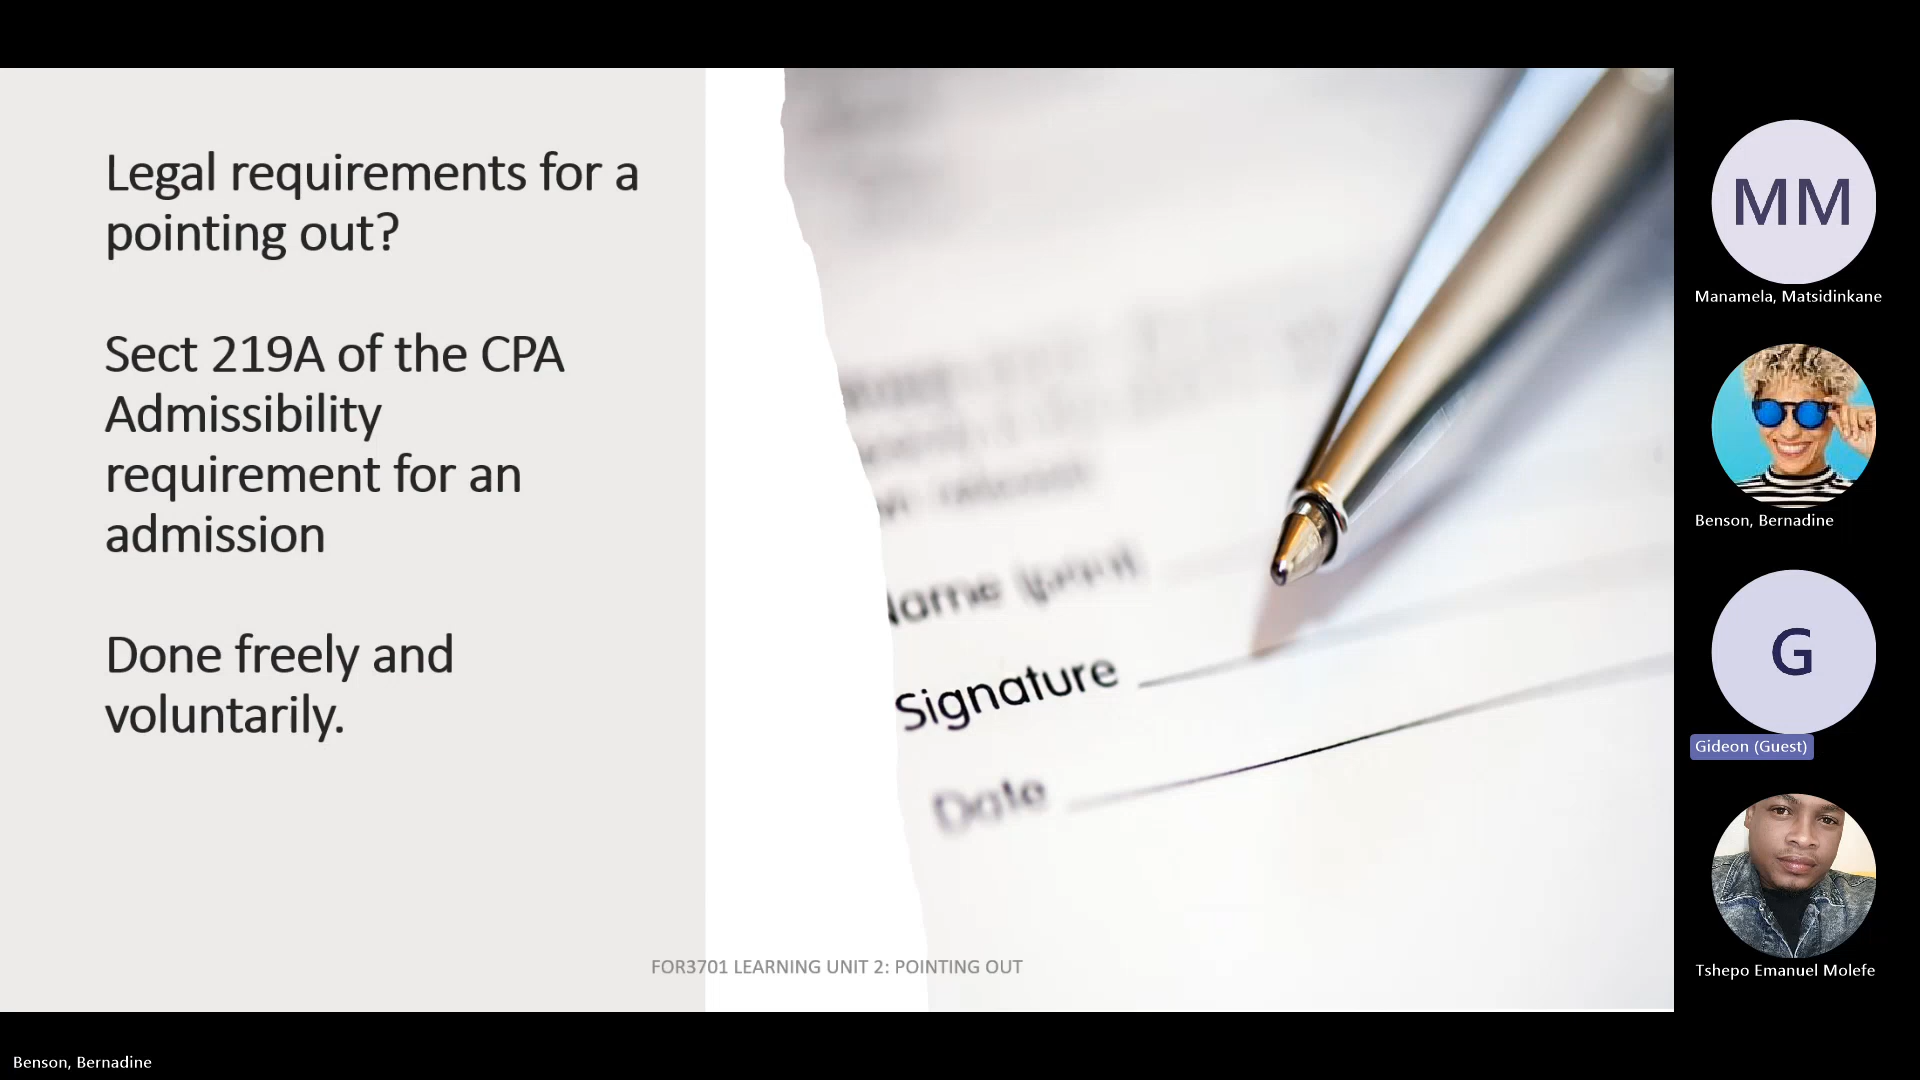 Legal requirements for a
pointing out?
Sect 219A of the CPA
Admissibility
requirement for an
admission
Done freely and
voluntarily.
Name (print)
Signature
Date
FOR3701 LEARNING UNIT 2: POINTING OUT
MM
Manamela, Matsidinkane
Benson, Bernadine
G
Gideon (Guest)
Tshepo Emanuel Molefe
Benson, Bernadine